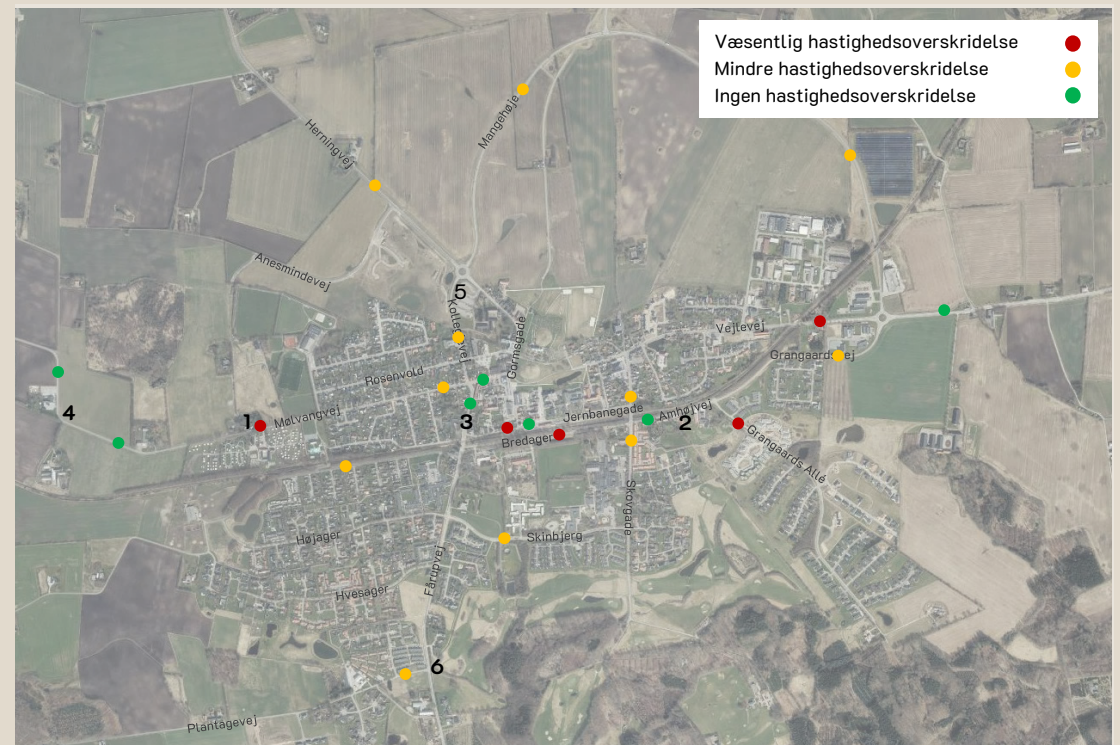 Væsentlig hastighedsoverskridelse
Mindre hastighedsoverskridelse
Ingen hastighedsoverskridelse
Mangehøje
Herningvej
Anesmindevej
5
Kollegievej
Gormsgade
Vejlevej
Grangaardsvej
Rosenvold
4
1
Mølvangvej
3
Jernbanegade
Amhøjvej
2
Bredager
Grangaards Allé
Skovgade
Højager
Skinbjerg
Fårupvej
Hvesager
6
Plantagevej